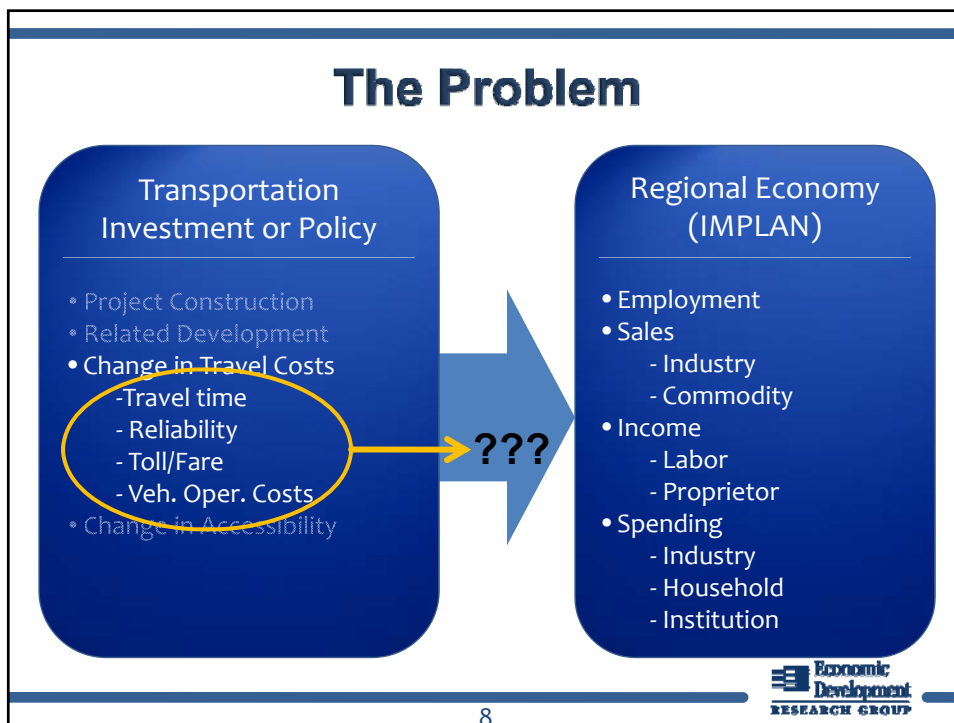 The Problem
Transportation
Investment or Policy
• Project Construction
• Related Development
• Change in Travel Costs
-Travel time
- Reliability
- Toll/Fare
- Veh. Oper. Costs
• Change in Accessibility
???
Regional Economy
(IMPLAN)
• Employment
• Sales
- Industry
- Commodity
• Income
- Labor
- Proprietor
• Spending
- Industry
- Household
- Institution
Economic
Development
RESEARCH GROUP
8